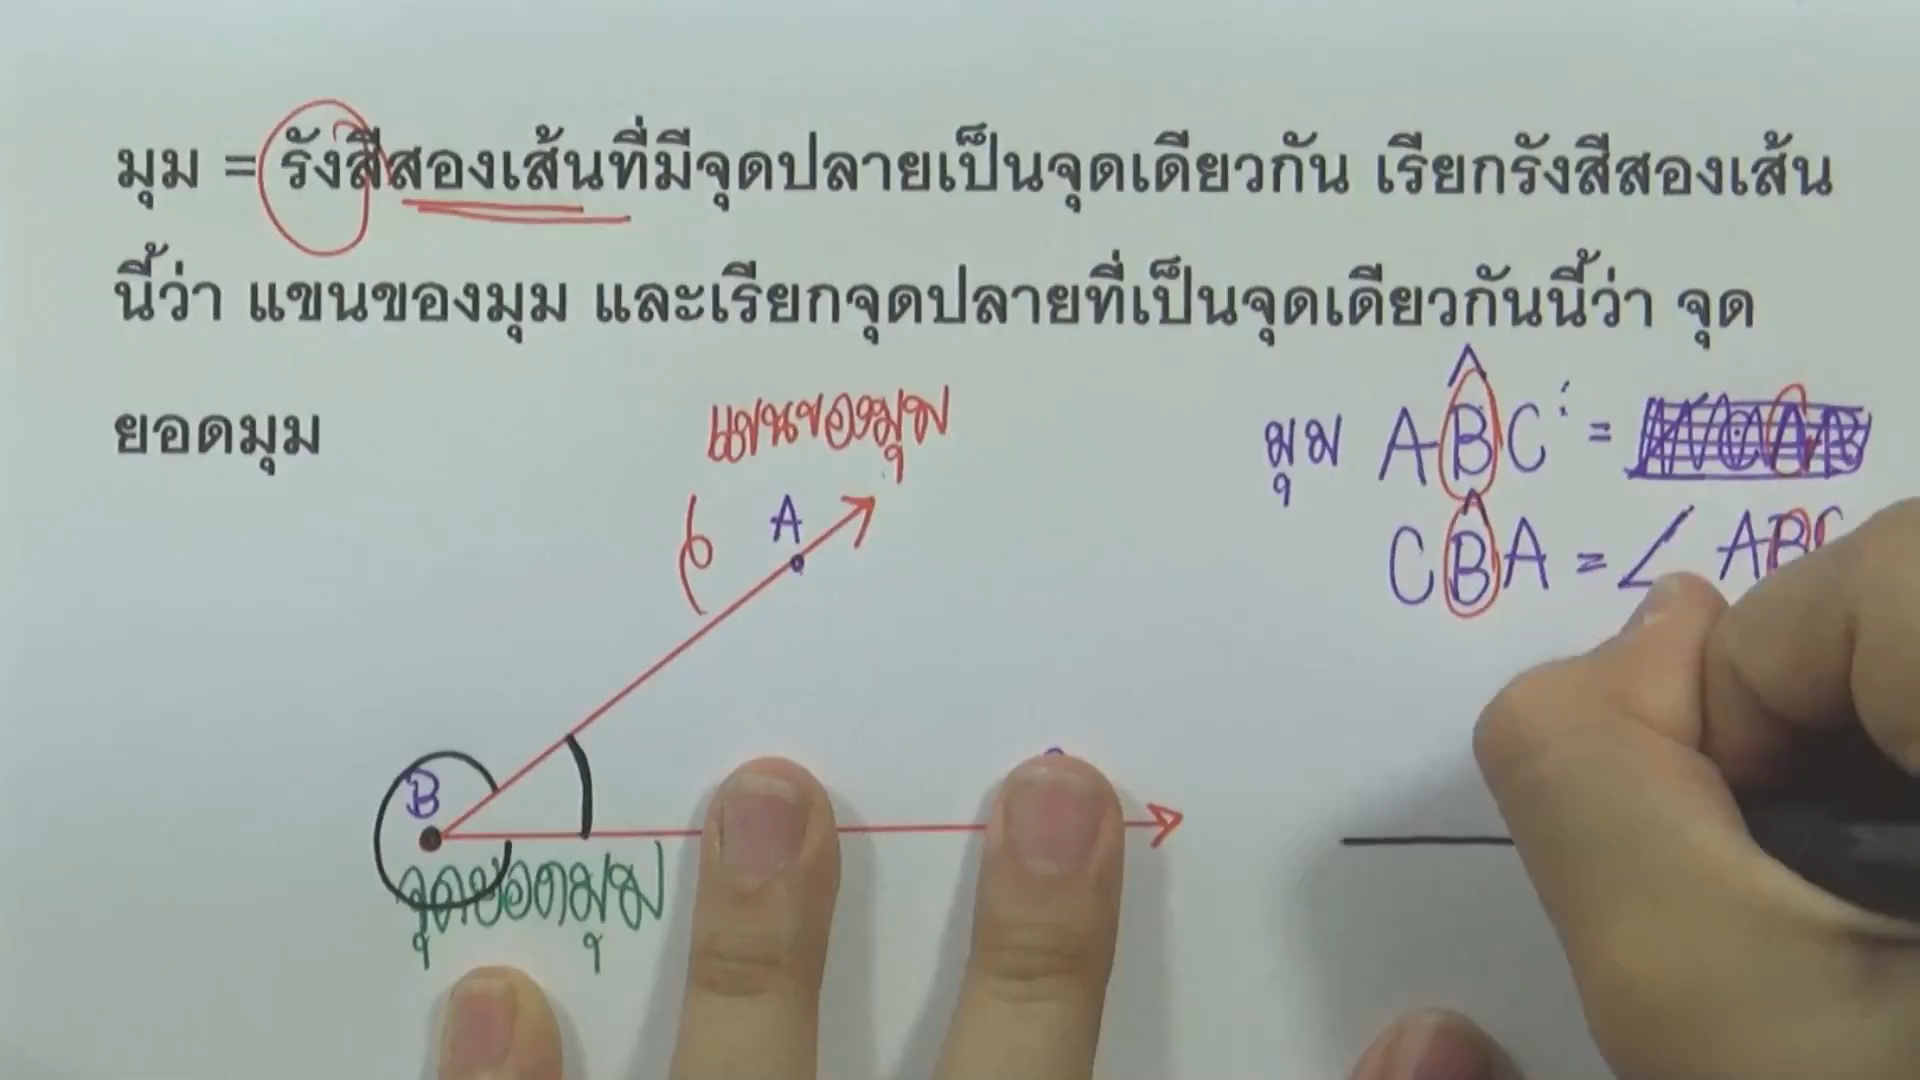 มุม = รังสีสองเส้นที่มีจุดปลายเป็นจุดเดียวกัน เรียกรังสีสองเส้น
นี้ว่า แขนของมุม และเรียกจุดปลายที่เป็นจุดเดียวกันนี้ว่า จุด
ยอดมุม
แขนของมุม
มุม AB̂C =
A
CB̂A = ∠ ABC
B
จุดยอดมุม